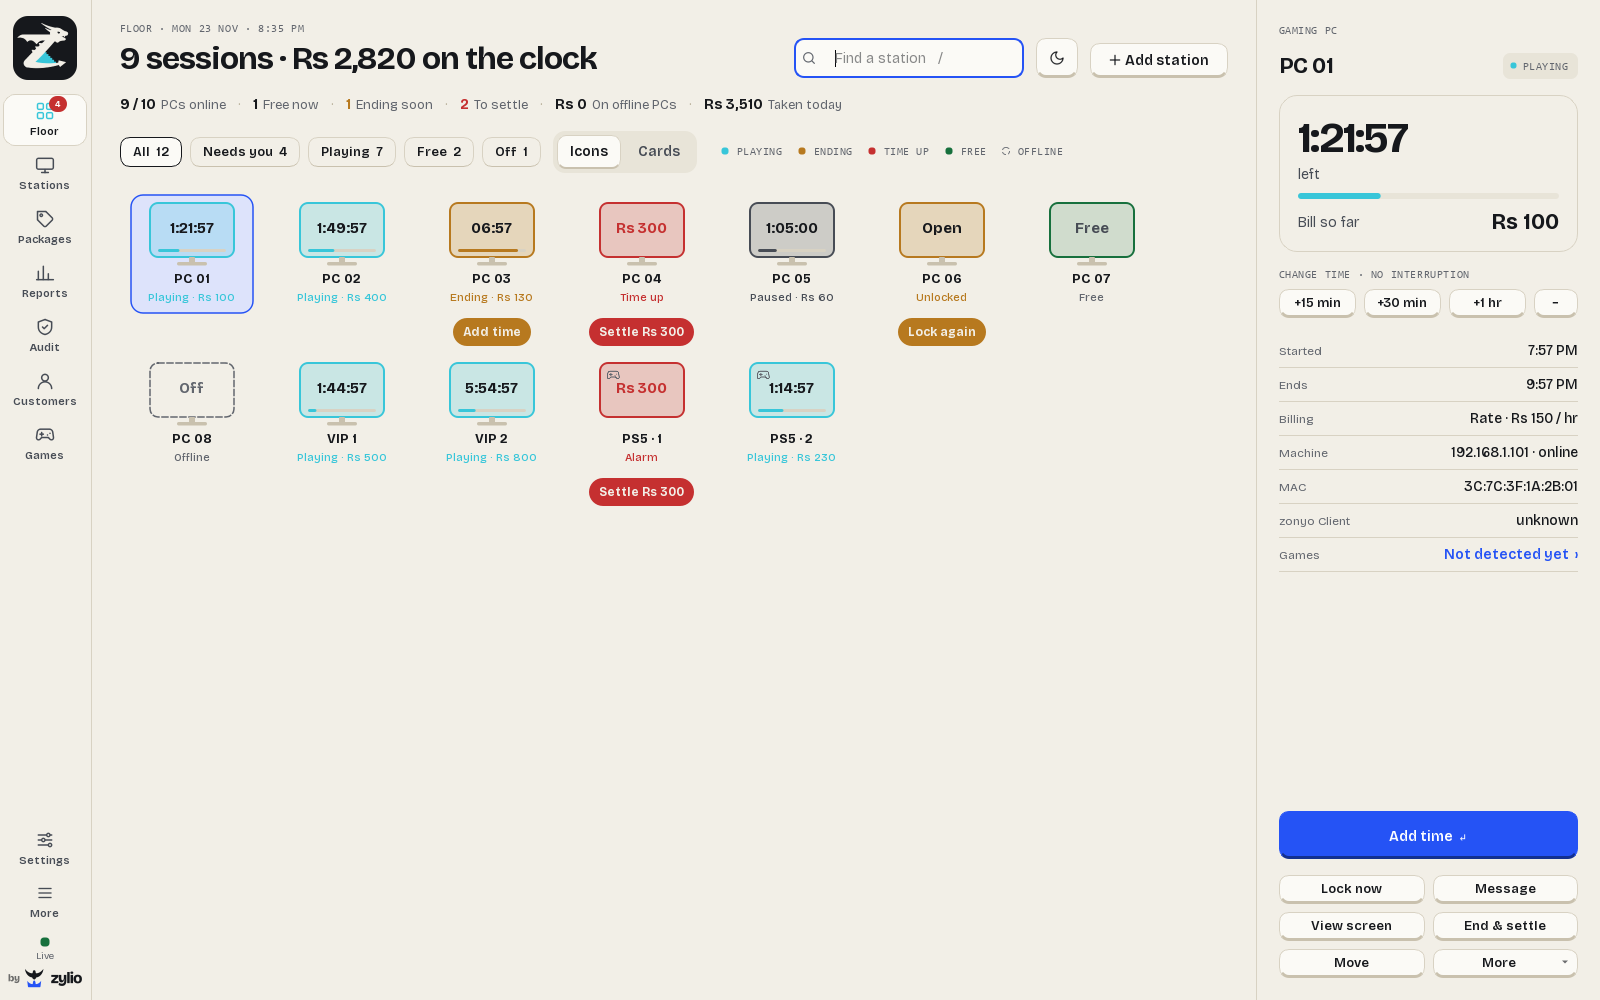 4
Floor
Stations
Packages
Reports
Audit
Customers
Games
Settings
More
Live
by zylio
FLOOR · MON 23 NOV · 8:35 PM
9 sessions · Rs 2,820 on the clock
Find a station /
+ Add station
9 / 10 PCs online · 1 Free now · 1 Ending soon · 2 To settle · Rs 0 On offline PCs · Rs 3,510 Taken today
All 12
Needs you 4
Playing 7
Free 2
Off 1
Icons
Cards
PLAYING
ENDING
TIME UP
FREE
OFFLINE
1:21:57
PC 01
Playing · Rs 100
1:49:57
PC 02
Playing · Rs 400
06:57
PC 03
Ending · Rs 130
Add time
Rs 300
PC 04
Time up
Settle Rs 300
1:05:00
PC 05
Paused · Rs 60
Open
PC 06
Unlocked
Lock again
Free
PC 07
Free
Off
PC 08
Offline
1:44:57
VIP 1
Playing · Rs 500
5:54:57
VIP 2
Playing · Rs 800
Rs 300
PS5 · 1
Alarm
Settle Rs 300
1:14:57
PS5 · 2
Playing · Rs 230
GAMING PC
PC 01
PLAYING
1:21:57
left
Bill so far Rs 100
CHANGE TIME · NO INTERRUPTION
+15 min
+30 min
+1 hr
−
Started 7:57 PM
Ends 9:57 PM
Billing Rate · Rs 150 / hr
Machine 192.168.1.101 · online
MAC 3C:7C:3F:1A:2B:01
zonyo Client unknown
Games Not detected yet ›
Add time ↲
Lock now
Message
View screen
End & settle
Move
More